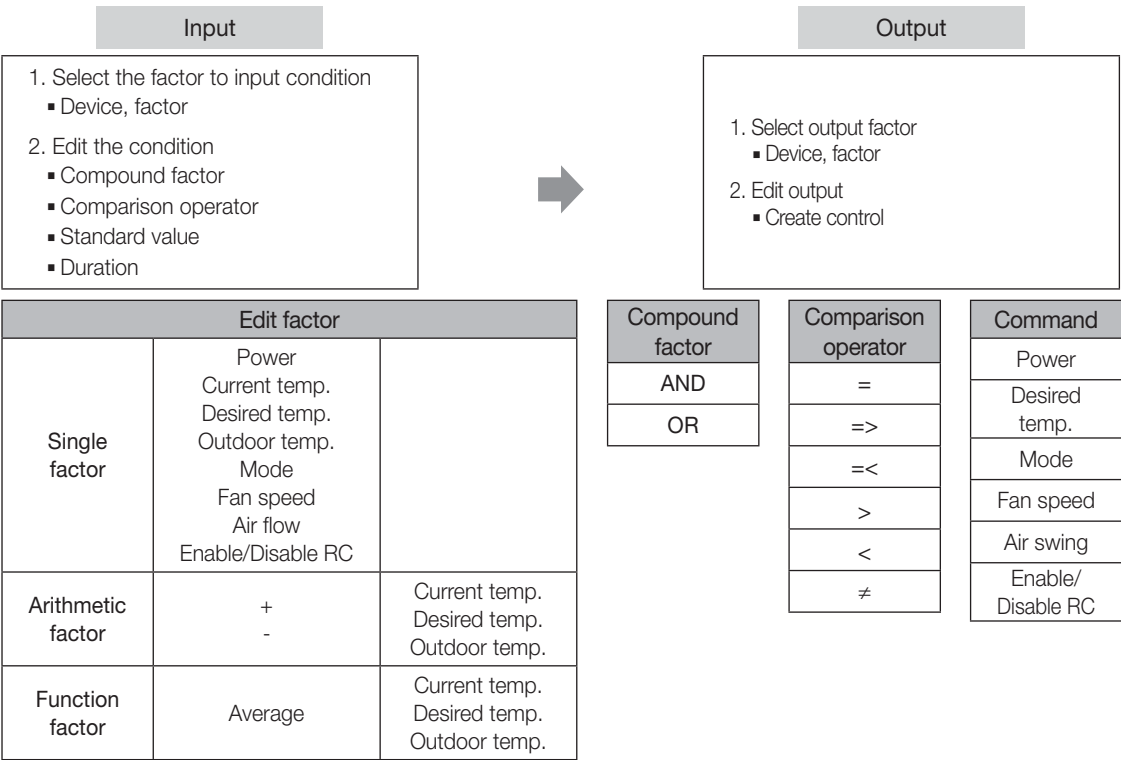 Input
1. Select the factor to input condition
▪ Device, factor
2. Edit the condition
▪ Compound factor
▪ Comparison operator
▪ Standard value
▪ Duration
Output
1. Select output factor
▪ Device, factor
2. Edit output
▪ Create control
Edit factor
Single
factor
Power
Current temp.
Desired temp.
Outdoor temp.
Mode
Fan speed
Air flow
Enable/Disable RC
Arithmetic
factor
+
-
Current temp.
Desired temp.
Outdoor temp.
Function
factor
Average
Current temp.
Desired temp.
Outdoor temp.
Compound
factor
AND
OR
Comparison
operator
=
=>
=<
>
<
≠
Command
Power
Desired
temp.
Mode
Fan speed
Air swing
Enable/
Disable RC